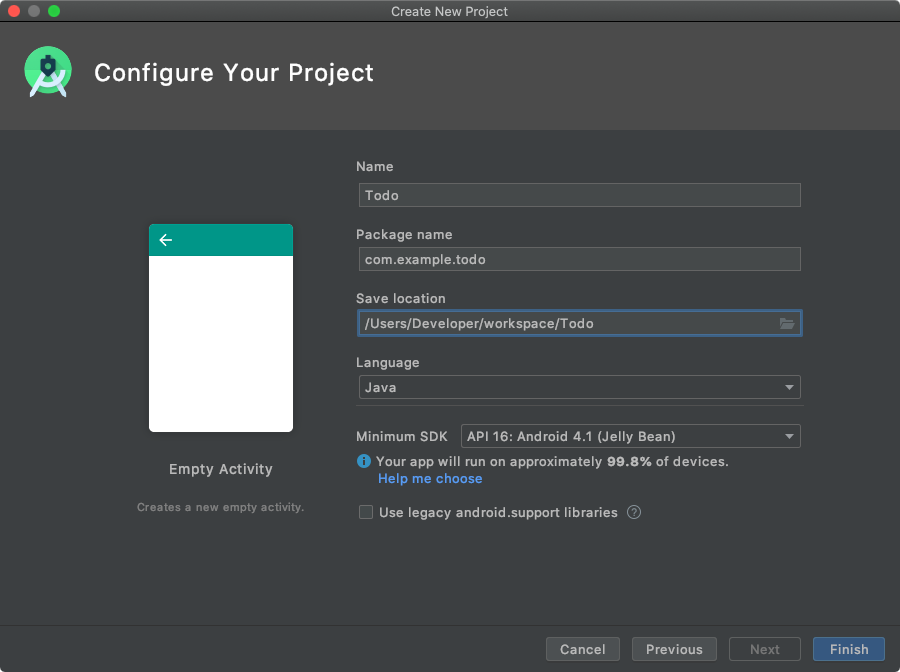 Create New Project
Configure Your Project
Name
Todo
Package name
com.example.todo
Save location
/Users/Developer/workspace/Todo
Language
Java
Minimum SDK API 16: Android 4.1 (Jelly Bean)
i Your app will run on approximately 99.8% of devices.
Help me choose
Use legacy android.support libraries ?
Empty Activity
Creates a new empty activity.
Cancel Previous Next Finish